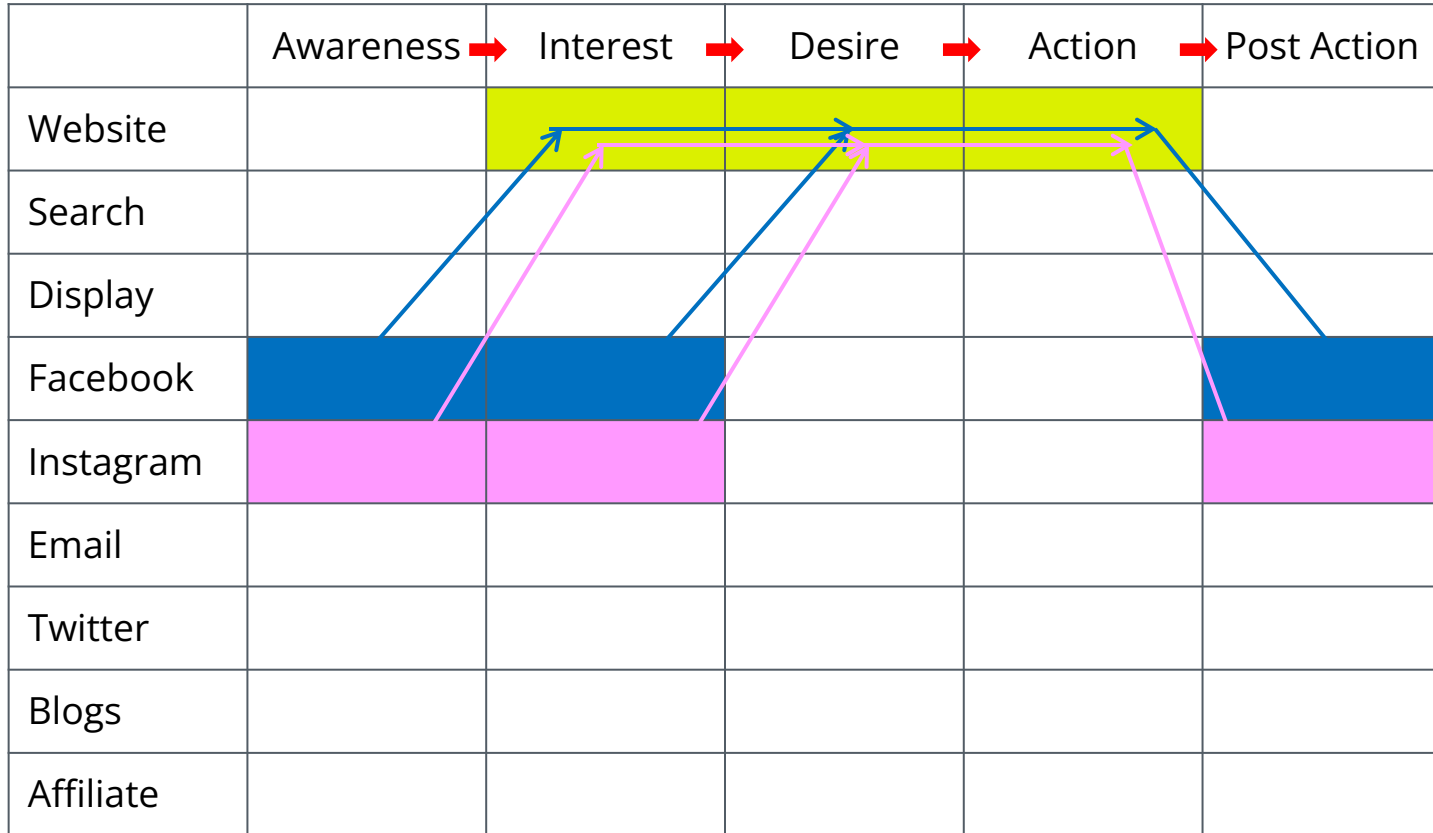 Awareness Interest Desire Action Post Action
Website
Search
Display
Facebook
Instagram
Email
Twitter
Blogs
Affiliate